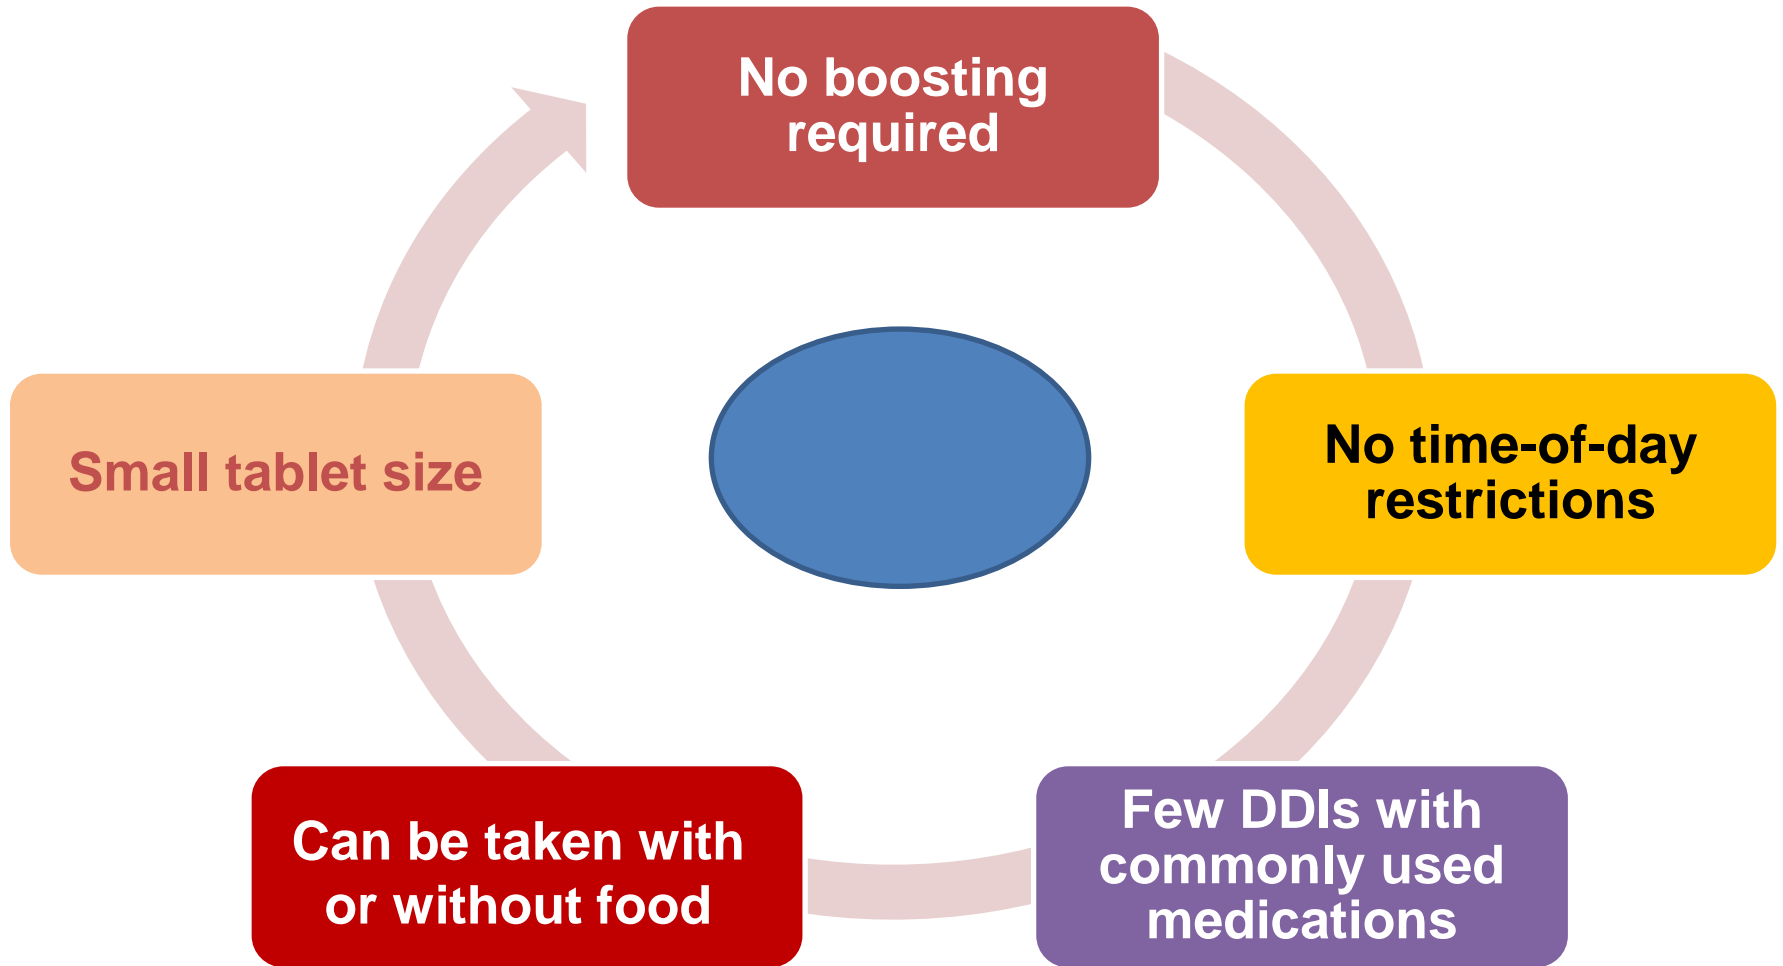 No boosting
required
No time-of-day
restrictions
Few DDIs with
commonly used
medications
Can be taken with
or without food
Small tablet size